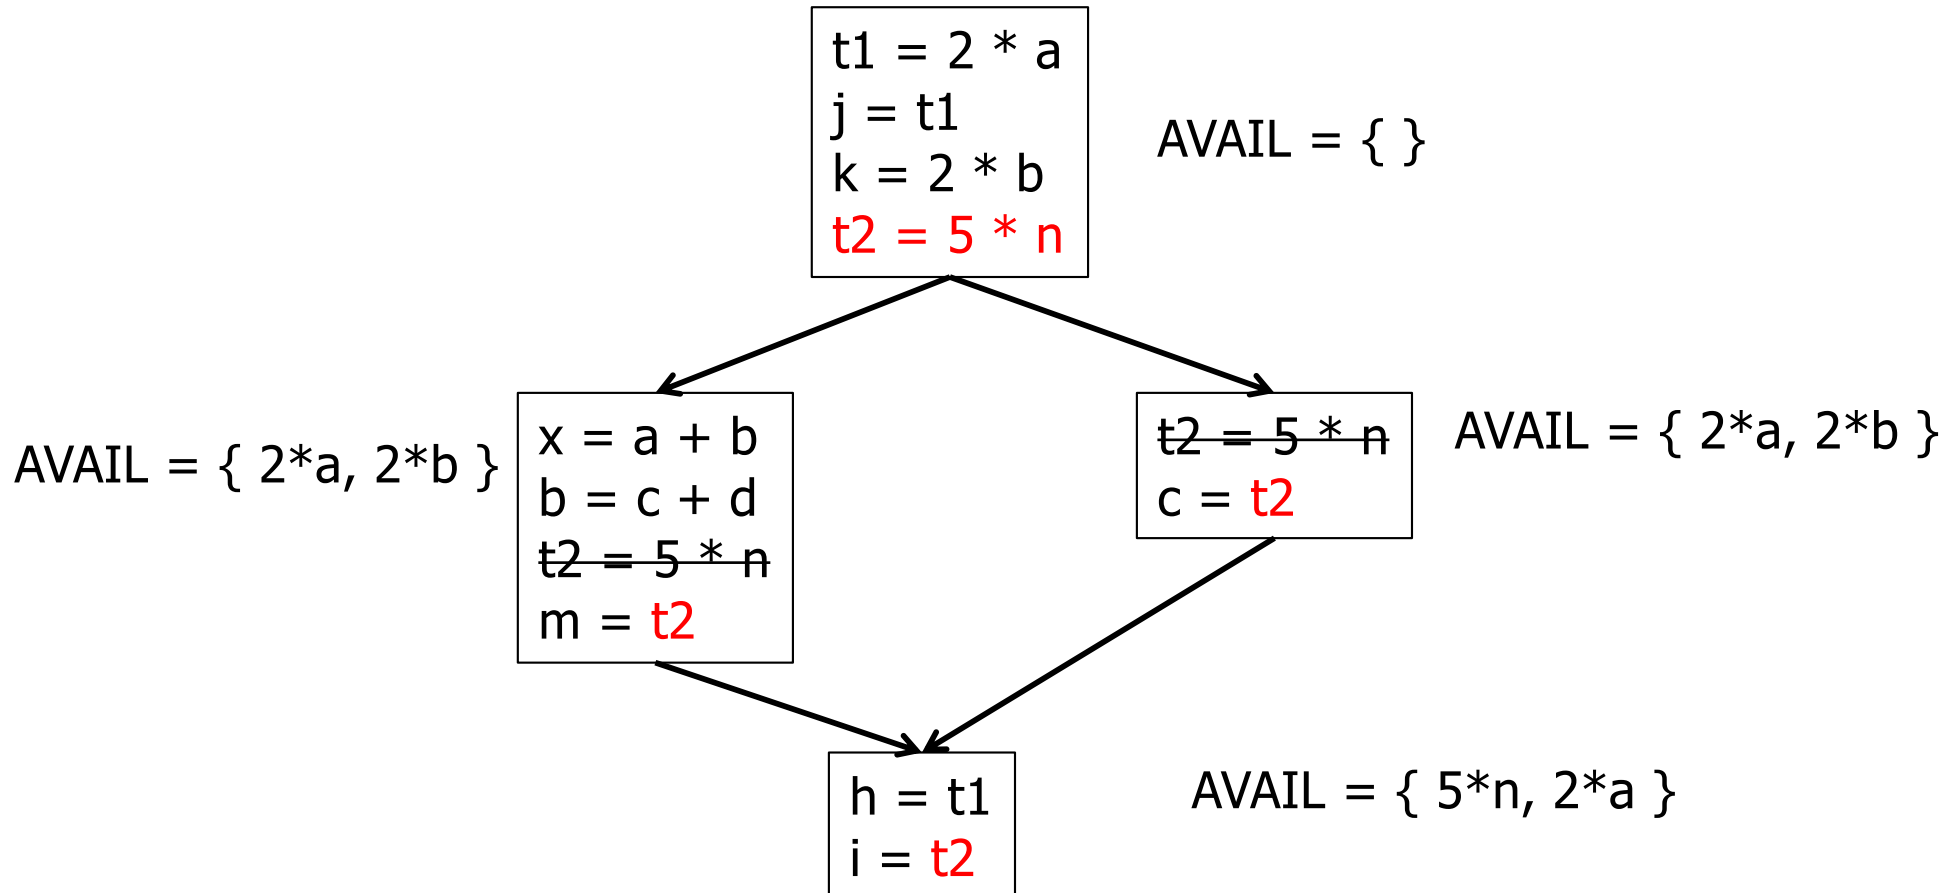 t1 = 2 * a
j = t1
k = 2 * b
t2 = 5 * n
AVAIL = { }
AVAIL = { 2*a, 2*b }
x = a + b
b = c + d
t2 = 5 * n
m = t2
t2 = 5 * n
c = t2
AVAIL = { 2*a, 2*b }
h = t1
i = t2
AVAIL = { 5*n, 2*a }